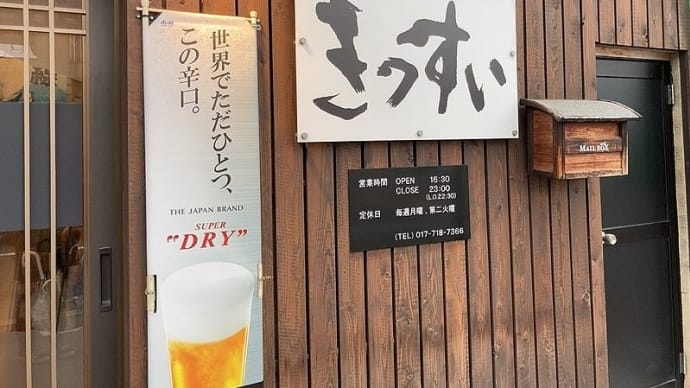 Asahi
世界でただひとつ、
この辛口。
THE JAPAN BRAND
SUPER
"DRY"
きっすい
営業時間 OPEN 16:30
CLOSE 23:00
(L.O.22:30)
定休日 毎週月曜、第二火曜
(TEL) 017-718-7366
MAIL BOX